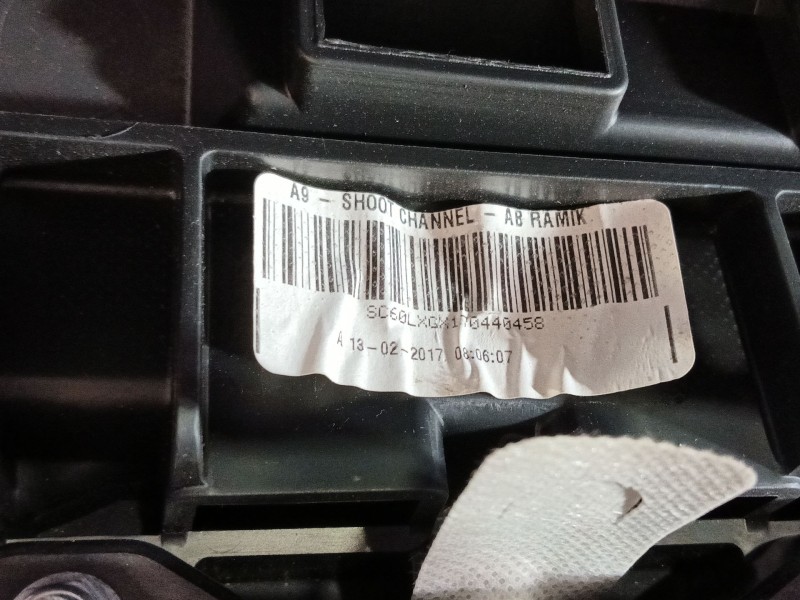 A9 - SHOOT CHANNEL - A8 RAMIK
SC60LXGX170440458
A 13-02-2017 08:06:07